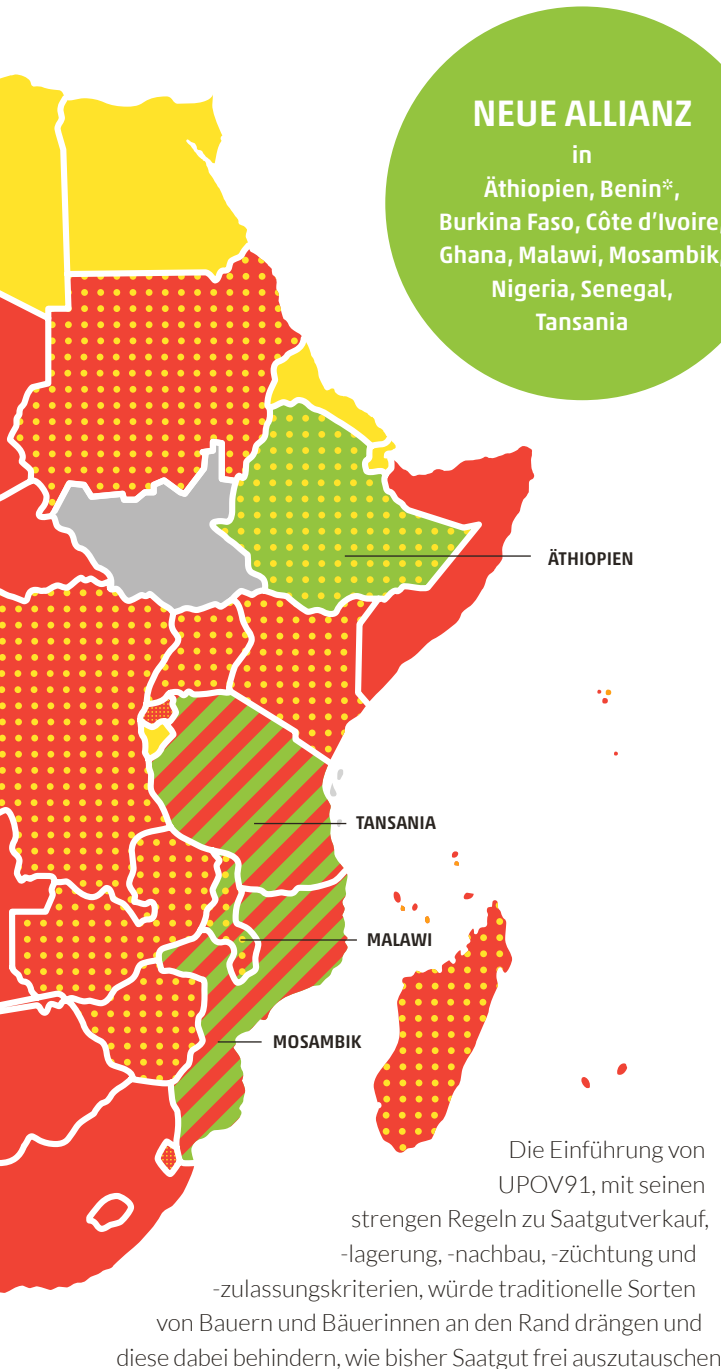 NEUE ALLIANZ
in
Äthiopien, Benin*,
Burkina Faso, Côte d'Ivoire,
Ghana, Malawi, Mosambik,
Nigeria, Senegal,
Tansania
ÄTHIOPIEN
TANSANIA
MALAWI
MOSAMBIK
Die Einführung von
UPOV91, mit seinen
strengen Regeln zu Saatgutverkauf,
-lagerung, -nachbau, -züchtung und
-zulassungskriterien, würde traditionelle Sorten
von Bauern und Bäuerinnen an den Rand drängen und
diese dabei behindern, wie bisher Saatgut frei auszutauschen